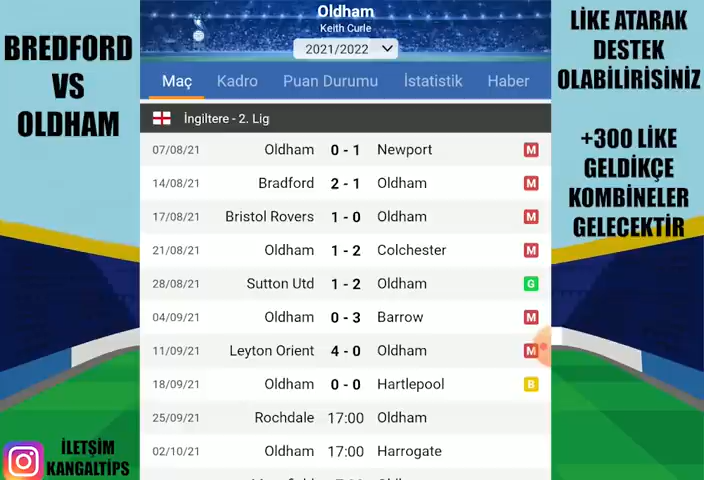 BREDFORD
VS
OLDHAM
Oldham
Keith Curle
2021/2022
Maç Kadro Puan Durumu İstatistik Haber
İngiltere - 2. Lig
07/08/21 Oldham 0 - 1 Newport M
14/08/21 Bradford 2 - 1 Oldham M
17/08/21 Bristol Rovers 1 - 0 Oldham M
21/08/21 Oldham 1 - 2 Colchester M
28/08/21 Sutton Utd 1 - 2 Oldham G
04/09/21 Oldham 0 - 3 Barrow M
11/09/21 Leyton Orient 4 - 0 Oldham M
18/09/21 Oldham 0 - 0 Hartlepool B
25/09/21 Rochdale 17:00 Oldham
02/10/21 Oldham 17:00 Harrogate
LİKE ATARAK
DESTEK
OLABİLİRİSİNİZ
+300 LİKE
GELDİKÇE
KOMBİNELER
GELECEKTİR
İLETŞİM
KANGALTİPS